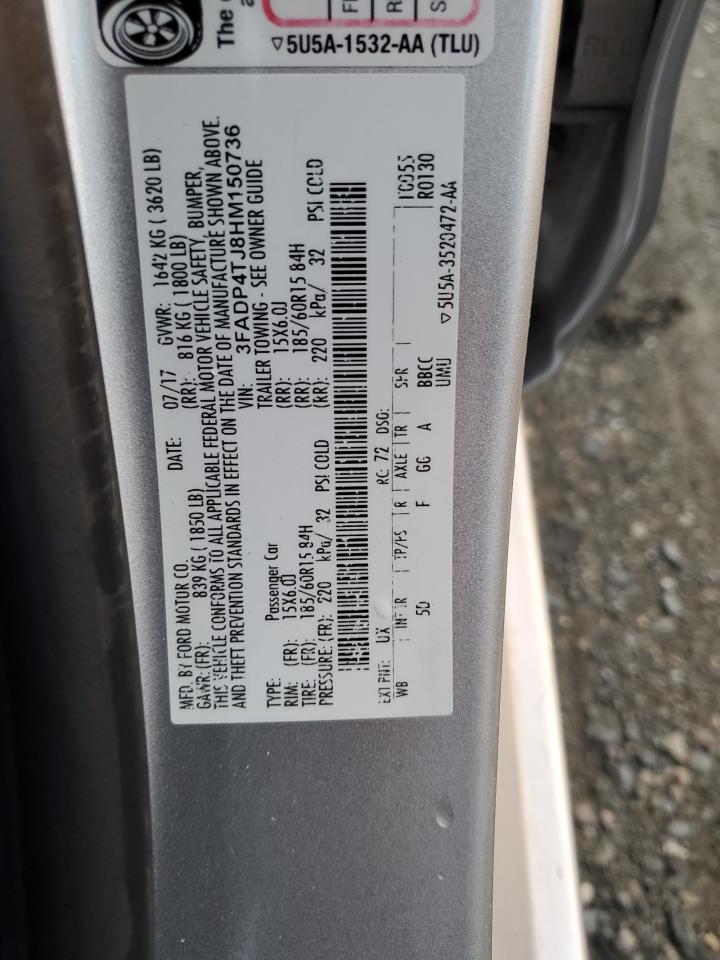 The
▽5U5A-1532-AA (TLU)
MFD. BY FORD MOTOR CO. DATE: 07/17 GVWR: 1642 KG ( 3620 LB)
GAWR: (FR): 839 KG ( 1850 LB) (RR): 816 KG ( 1800 LB)
THIS VEHICLE CONFORMS TO ALL APPLICABLE FEDERAL MOTOR VEHICLE SAFETY, BUMPER,
AND THEFT PREVENTION STANDARDS IN EFFECT ON THE DATE OF MANUFACTURE SHOWN ABOVE.
VIN: 3FADP4TJ8HM150736
TYPE: Passenger Car TRAILER TOWING - SEE OWNER GUIDE
RIM: (FR): 15X6.0J (RR): 15X6.0J
TIRE: (FR): 185/60R15 84H (RR): 185/60R15 84H
PRESSURE: (FR): 220 kPa/ 32 PSI COLD (RR): 220 kPa/ 32 PSI COLD
EXT PNT: UX RC: 72 DSO:
WB INT TR TP/PS R AXLE TR SPR
5D F GG A BBCC R0130
UMU
▽5U5A-3520472-AA